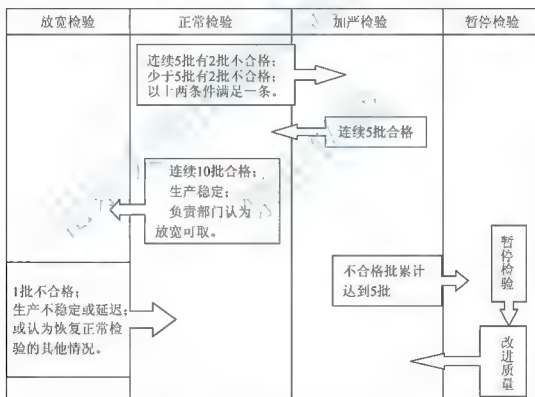 放宽检验
正常检验
加严检验
暂停检验
连续5批有2批不合格；
少于5批有2批不合格；
以上两条件满足一条。
连续5批合格
连续10批合格；
生产稳定；
负责部门认为
放宽可取。
1批不合格；
生产不稳定或延迟；
或认为恢复正常检
验的其他情况。
不合格批累计
达到5批
暂停检验
改进质量